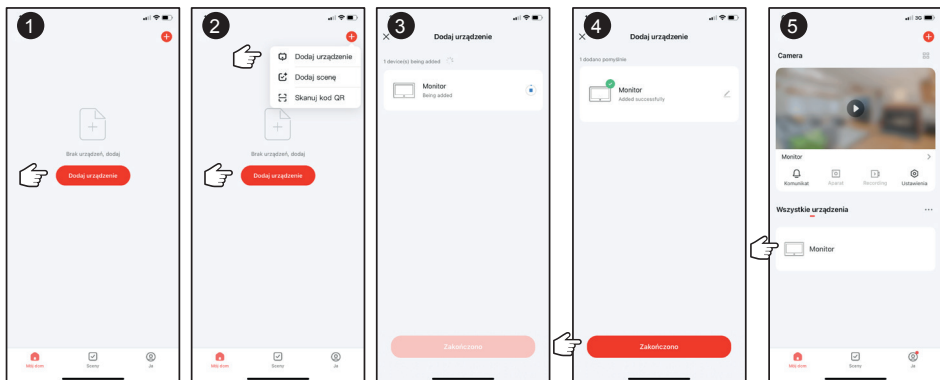 1
Brak urządzeń, dodaj
Dodaj urządzenie
Mój dom
Sceny
Ja
2
Dodaj urządzenie
Dodaj scenę
Skanuj kod QR
Brak urządzeń, dodaj
Dodaj urządzenie
Mój dom
Sceny
Ja
3
Dodaj urządzenie
1 device(s) being added
Monitor
Being added
Zakończono
4
Dodaj urządzenie
1 dodano pomyślnie
Monitor
Added successfully
Zakończono
5
3G
Camera
Monitor
Komunikat
Aparat
Recording
Ustawienia
Wszystkie urządzenia
Monitor
Mój dom
Sceny
Ja